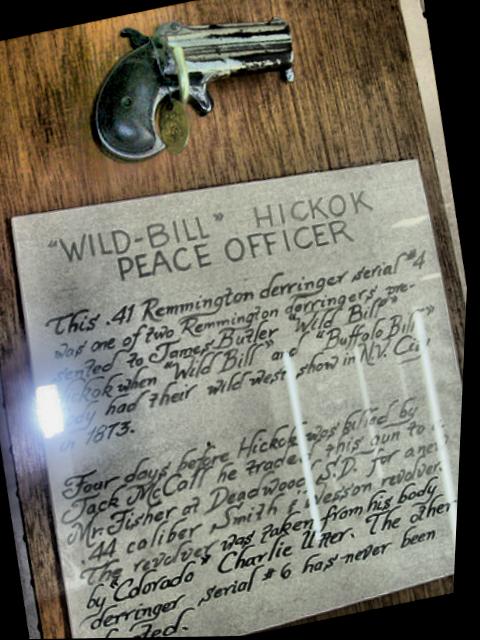 "WILD-BILL" HICKOK
PEACE OFFICER
This .41 Remmington derringer serial #4
was one of two Remmington derringers pre-
sented to James Butler "Wild Bill"
Hickok when "Wild Bill" and "Buffalo Bill"
Cody had their wild west show in N.Y. City
in 1873.
Four days before Hickok was killed by
Jack McCall he traded this gun to
Mr. Fisher at Deadwood S.D. for a new
.44 caliber Smith & Wesson revolver.
The revolver was taken from his body
by "Colorado" Charlie Utter. The other
derringer serial #6 has never been